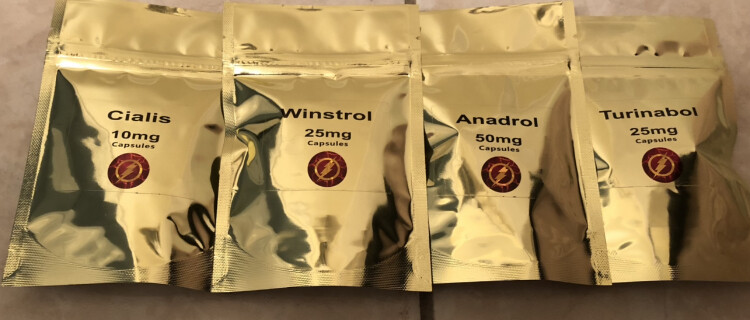 Cialis
10mg
Capsules
Winstrol
25mg
Capsules
Anadrol
50mg
Capsules
Turinabol
25mg
Capsules